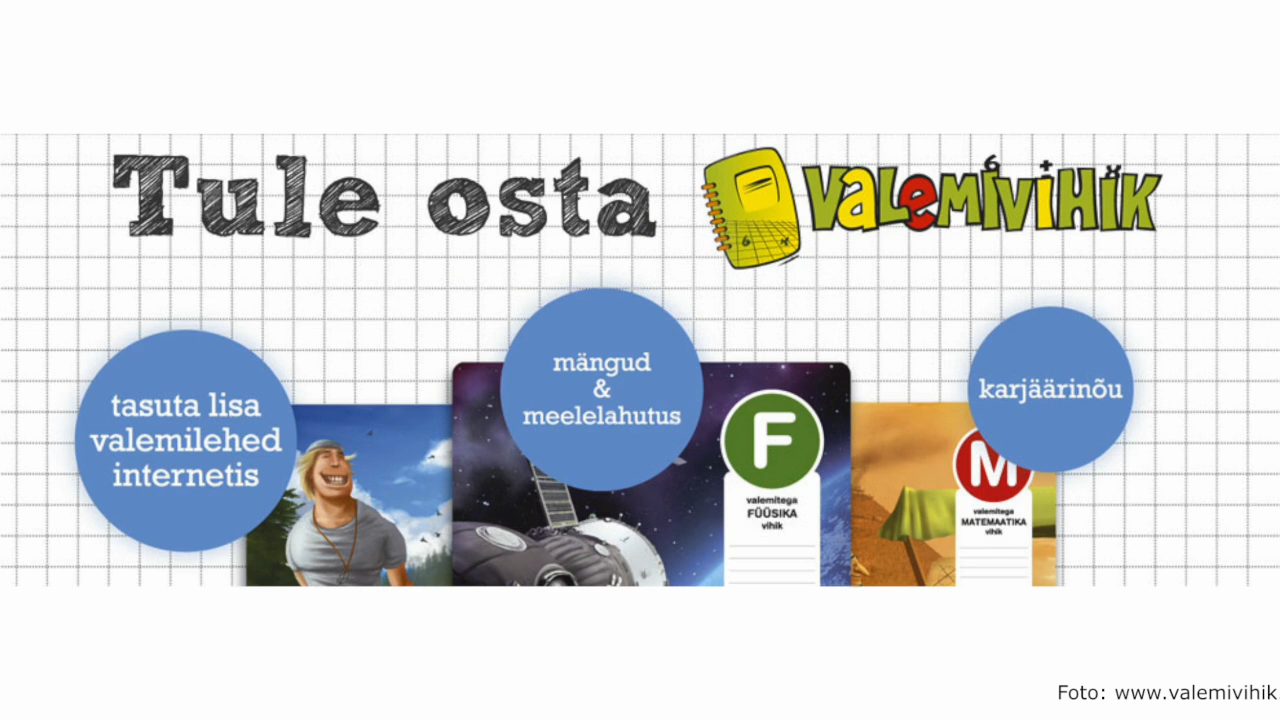 Tule osta VALEMIVIHIK
mängud
&
meelelahutus
karjäärinõu
tasuta lisa
valemilehed
internetis
F
valemitega
FÜÜSIKA
vihik
M
valemitega
MATEMAATIKA
vihik
Foto: www.valemivihik